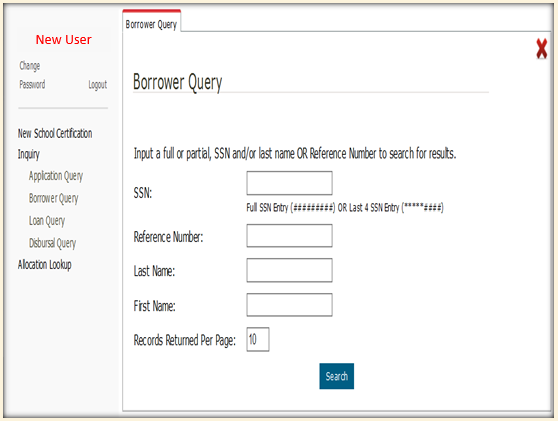 New User
Change
Password
Logout
New School Certification
Inquiry
Application Query
Borrower Query
Loan Query
Disbursal Query
Allocation Lookup
Borrower Query
Borrower Query
Input a full or partial, SSN and/or last name OR Reference Number to search for results.
SSN:
Full SSN Entry (#########) OR Last 4 SSN Entry (*****####)
Reference Number:
Last Name:
First Name:
Records Returned Per Page: 10
Search